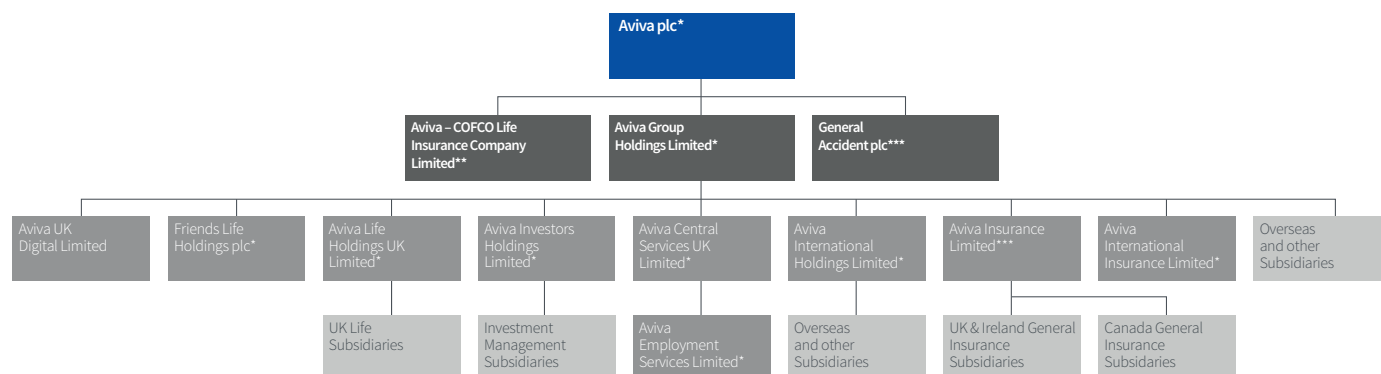 Aviva plc*
Aviva – COFCO Life
Insurance Company
Limited**
Aviva Group
Holdings Limited*
General
Accident plc***
Aviva UK
Digital Limited
Friends Life
Holdings plc*
Aviva Life
Holdings UK
Limited*
Aviva Investors
Holdings
Limited*
Aviva Central
Services UK
Limited*
Aviva
International
Holdings Limited*
Aviva Insurance
Limited***
Aviva
International
Insurance Limited*
Overseas
and other
Subsidiaries
UK Life
Subsidiaries
Investment
Management
Subsidiaries
Aviva
Employment
Services Limited*
Overseas
and other
Subsidiaries
UK & Ireland General
Insurance
Subsidiaries
Canada General
Insurance
Subsidiaries